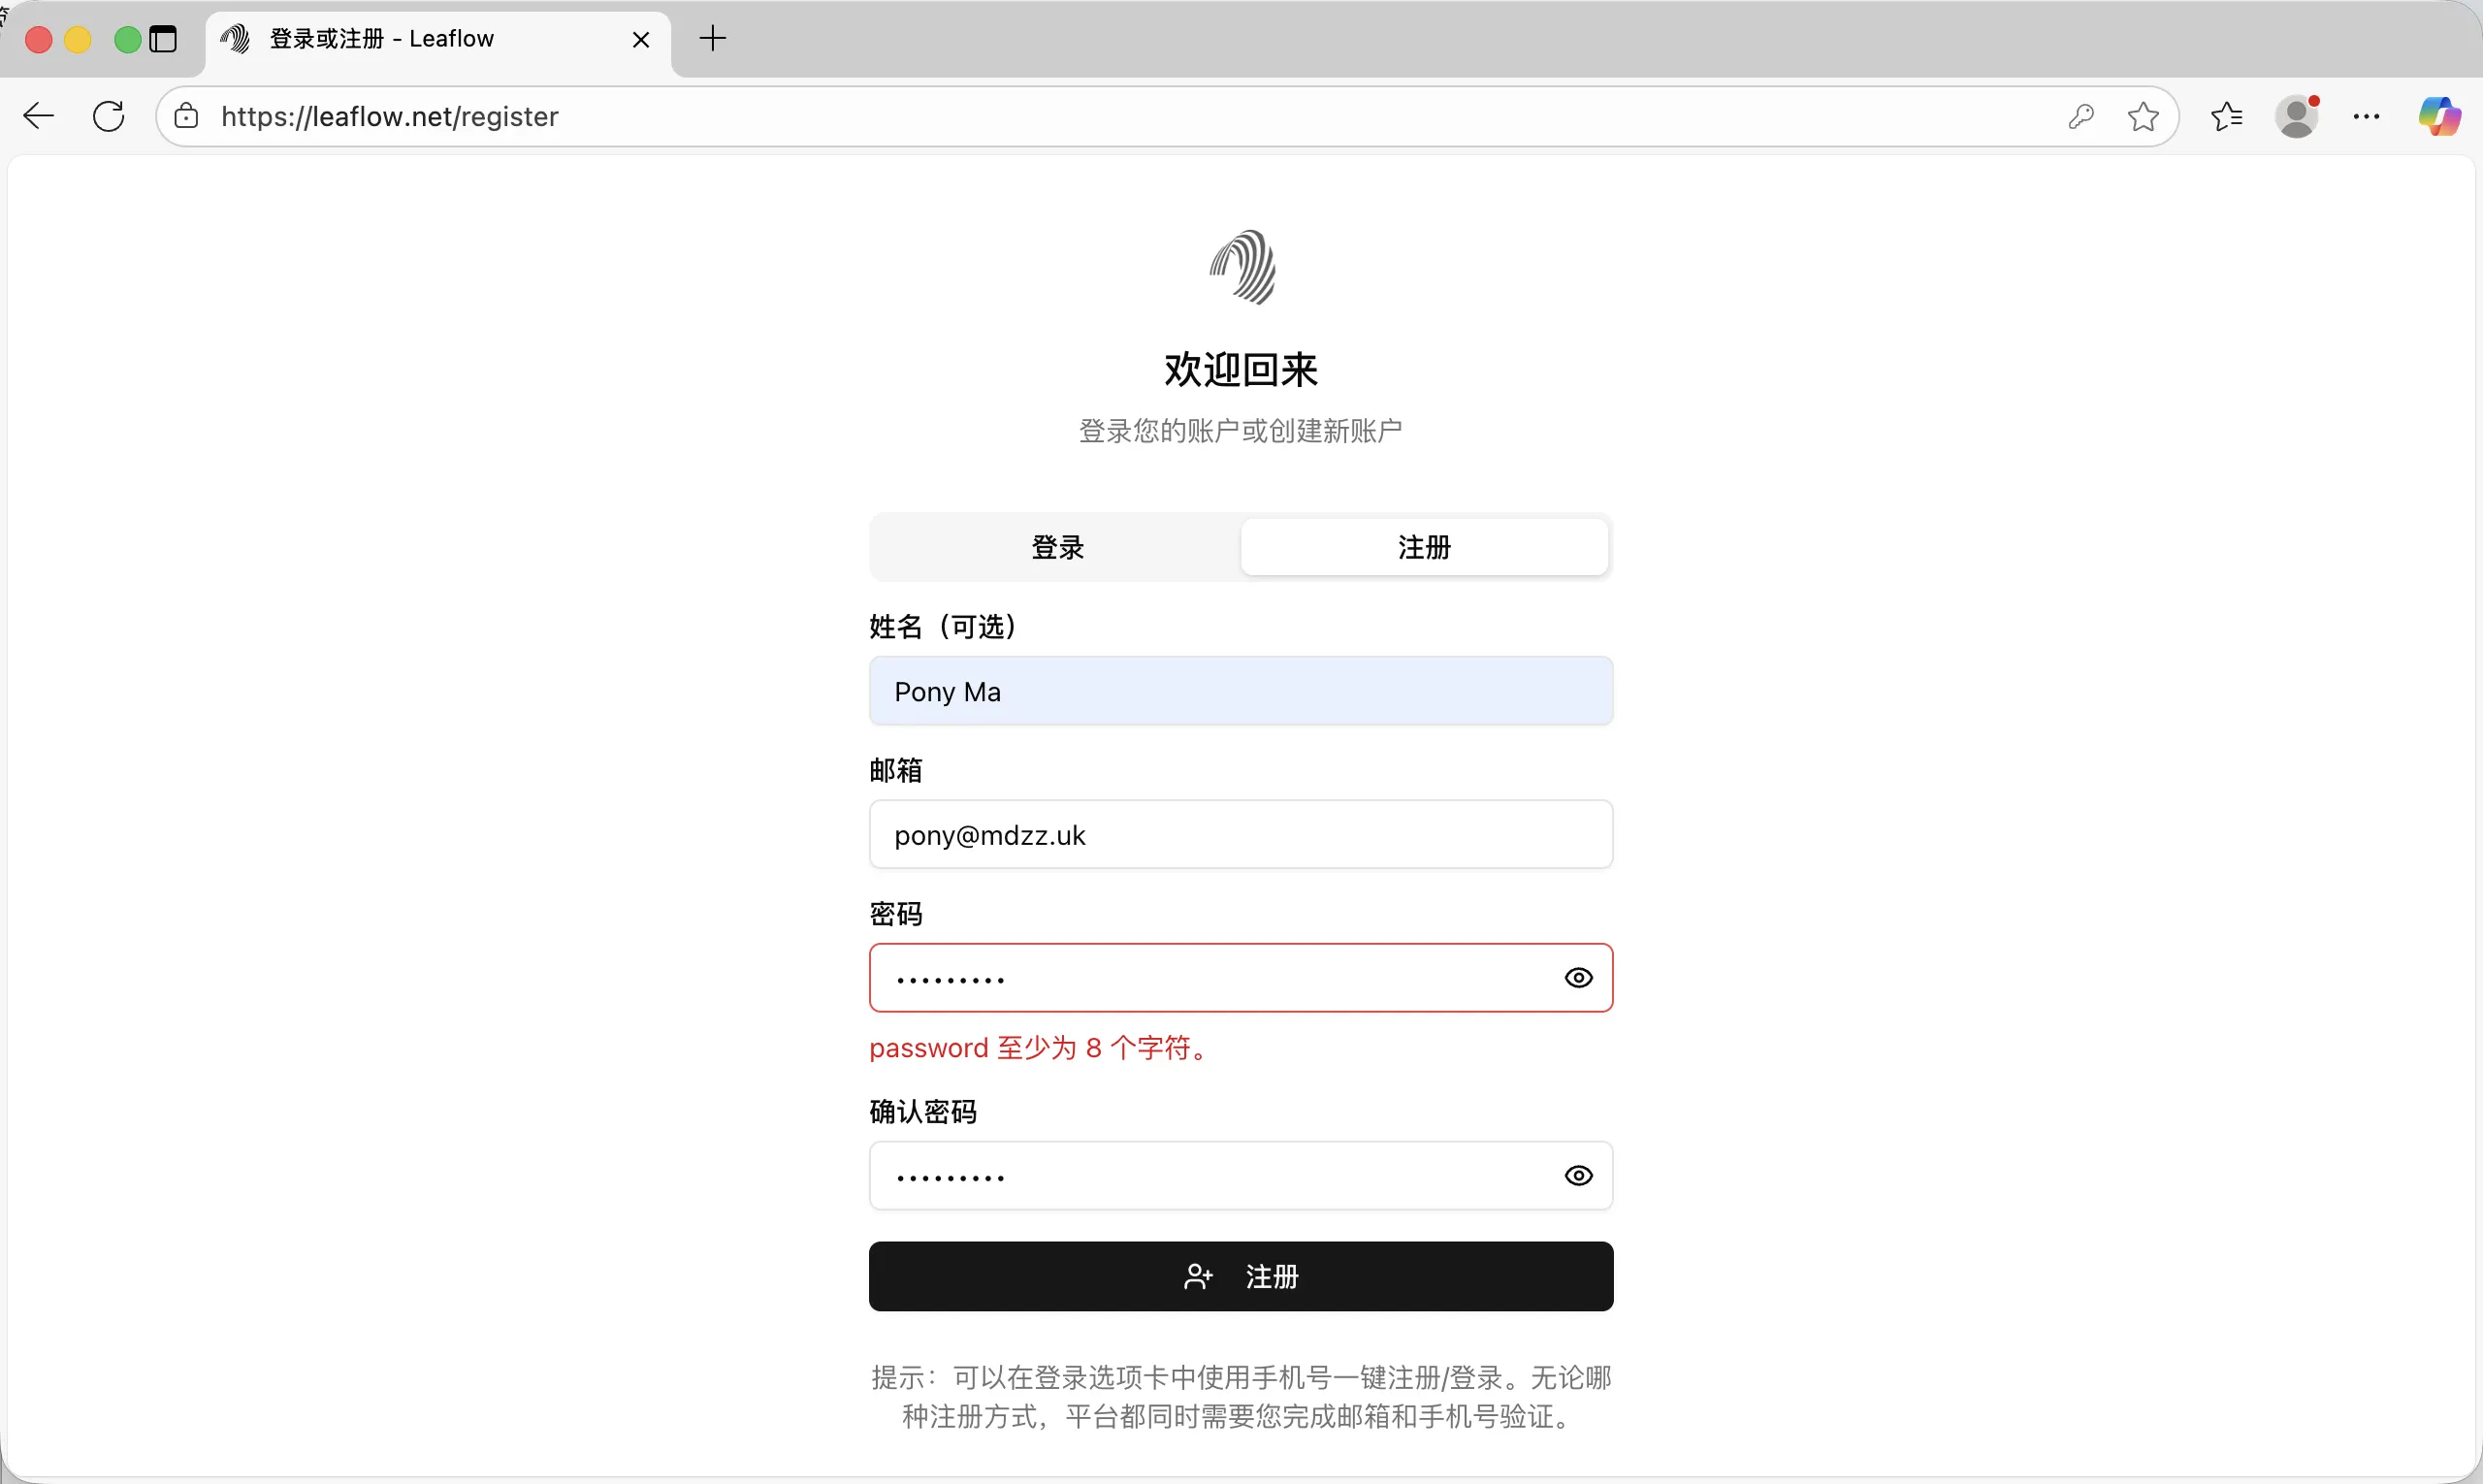 登录或注册 - Leaflow
https://leaflow.net/register
欢迎回来
登录您的账户或创建新账户
登录
注册
姓名（可选）
Pony Ma
邮箱
pony@mdzz.uk
密码
•••••••••
password 至少为 8 个字符。
确认密码
•••••••••
注册
提示：可以在登录选项卡中使用手机号一键注册/登录。无论哪
种注册方式，平台都同时需要您完成邮箱和手机号验证。